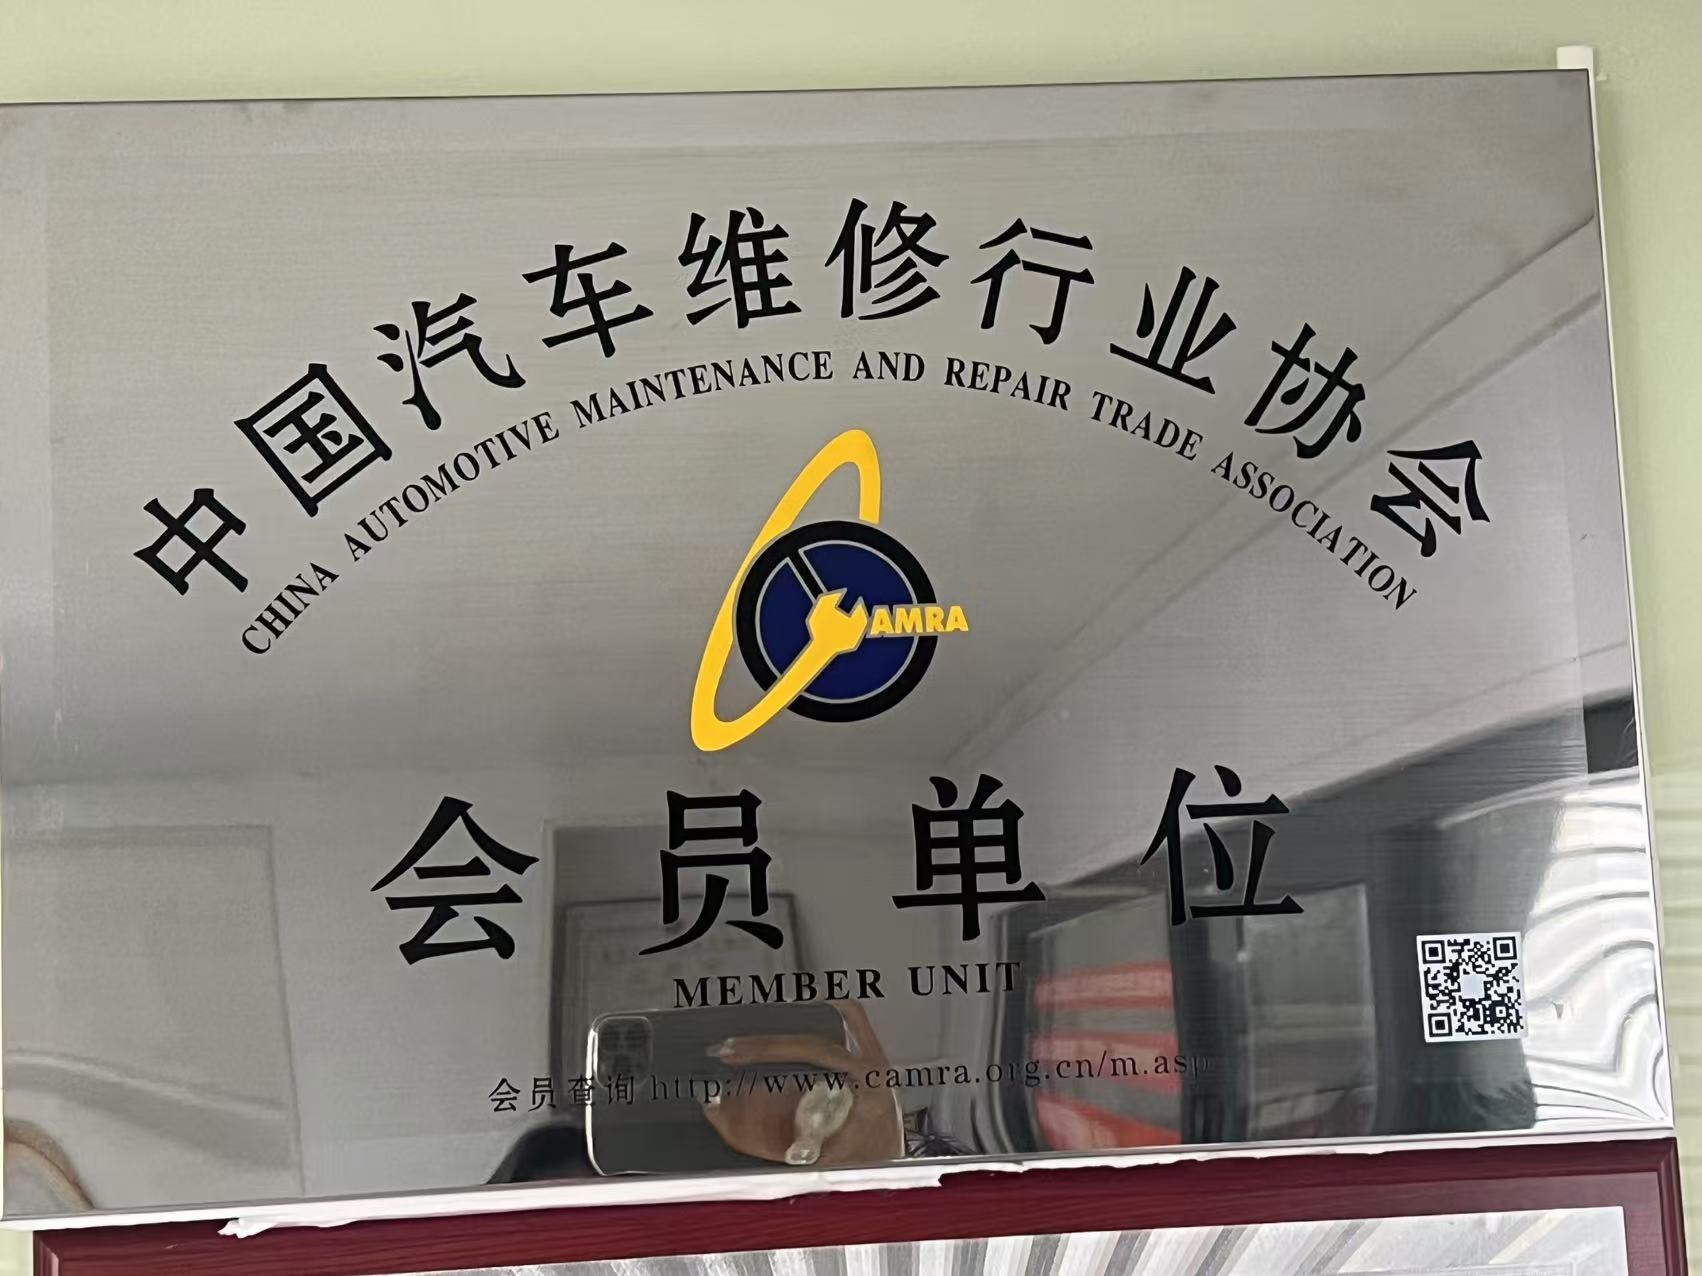 中国汽车维修行业协会
CHINA AUTOMOTIVE MAINTENANCE AND REPAIR TRADE ASSOCIATION
AMRA
会员单位
MEMBER UNIT
会员查询 http://www.camra.org.cn/m.asp